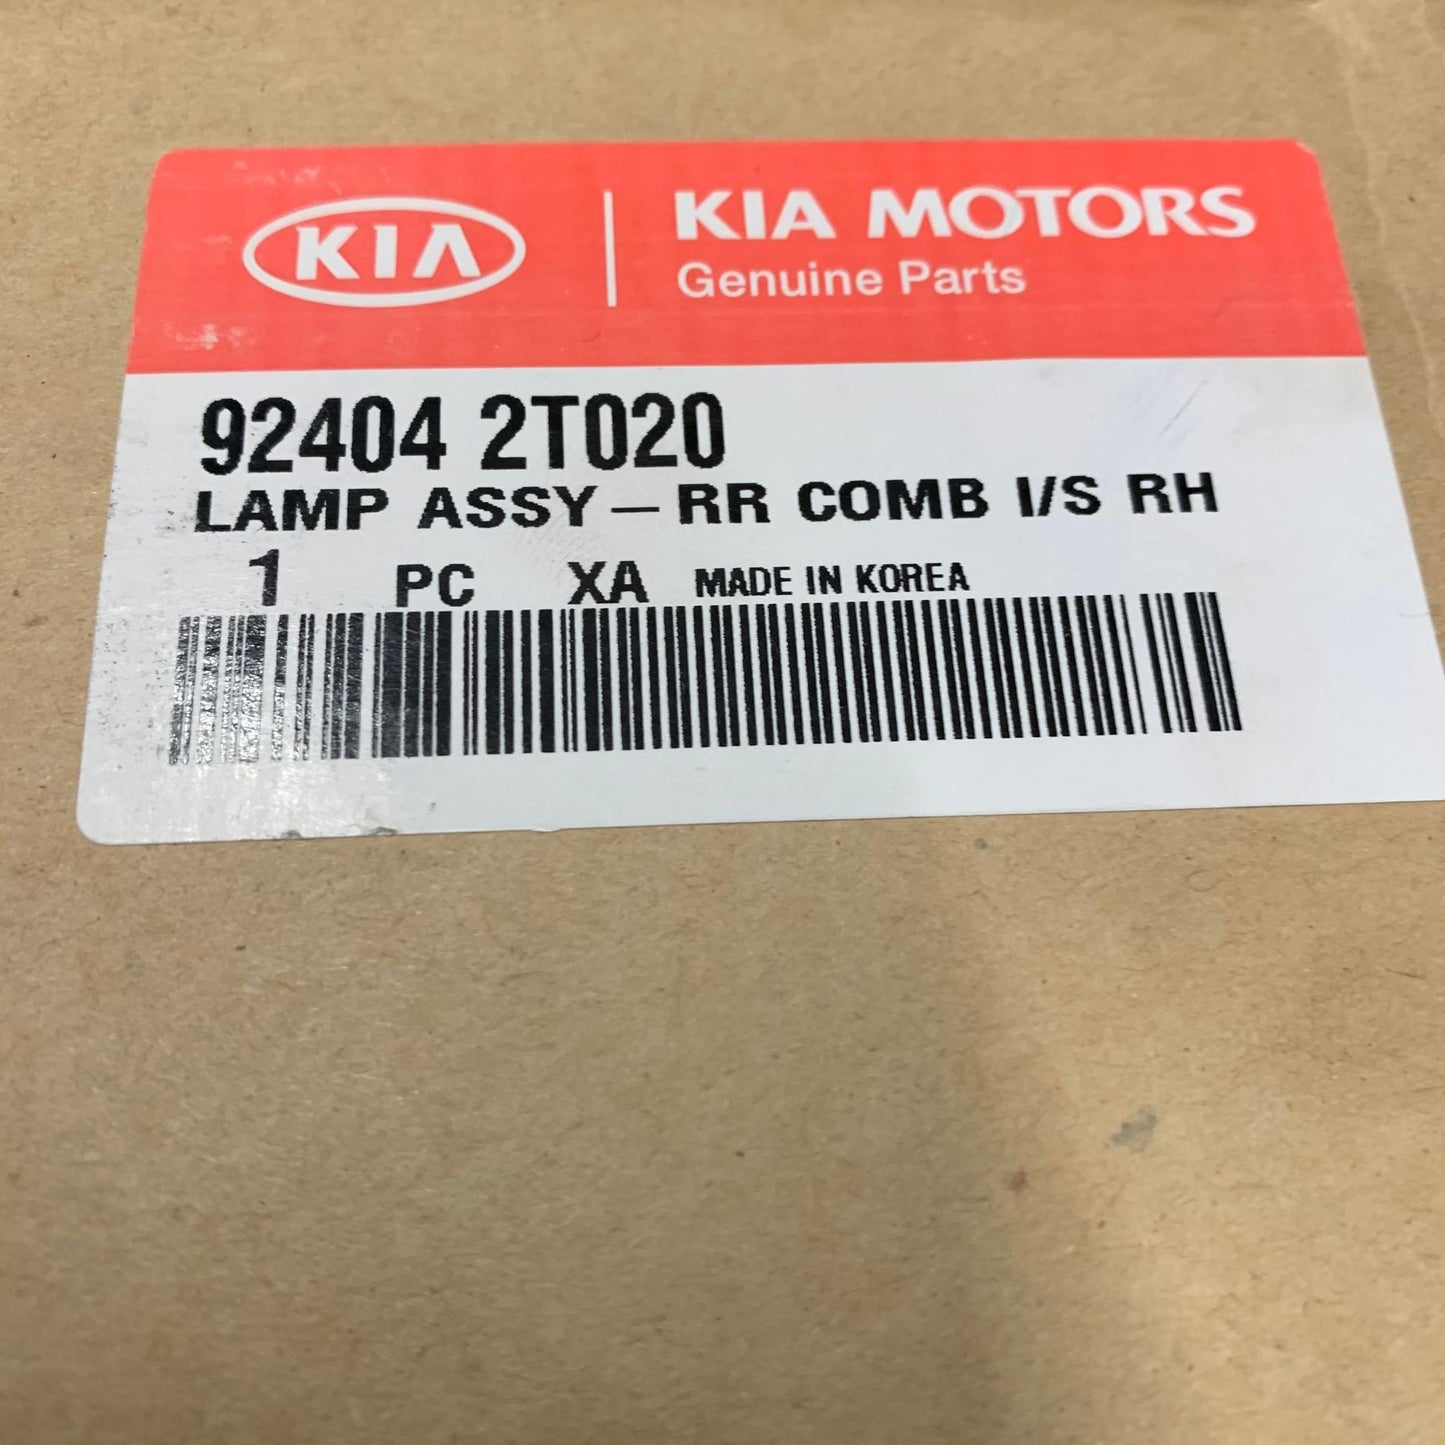 KIA
KIA MOTORS
Genuine Parts
92404 2T020
LAMP ASSY-RR COMB I/S RH
1 PC XA MADE IN KOREA